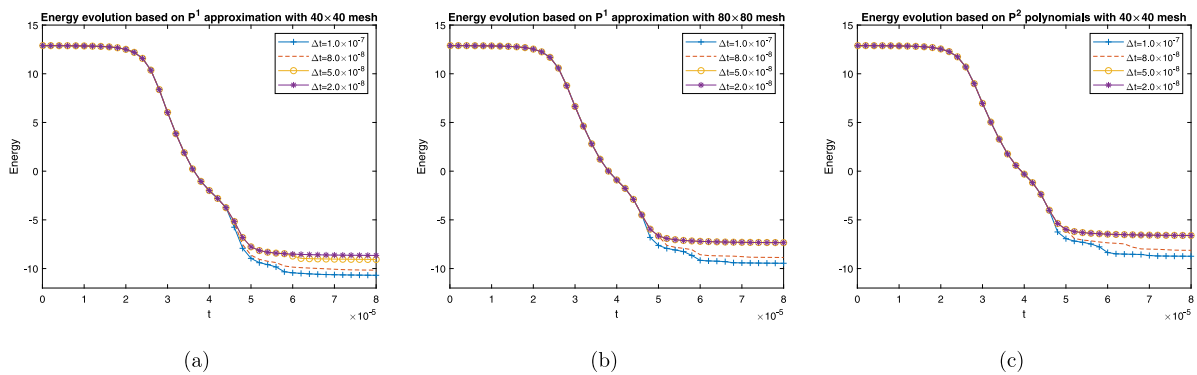 Energy evolution based on P¹ approximation with 40×40 mesh
Δt=1.0×10⁻⁷
Δt=8.0×10⁻⁸
Δt=5.0×10⁻⁸
Δt=2.0×10⁻⁸
15
10
5
0
-5
-10
Energy
0 1 2 3 4 5 6 7 8
t
×10⁻⁵
(a)
Energy evolution based on P¹ approximation with 80×80 mesh
Δt=1.0×10⁻⁷
Δt=8.0×10⁻⁸
Δt=5.0×10⁻⁸
Δt=2.0×10⁻⁸
15
10
5
0
-5
-10
Energy
0 1 2 3 4 5 6 7 8
t
×10⁻⁵
(b)
Energy evolution based on P² polynomials with 40×40 mesh
Δt=1.0×10⁻⁷
Δt=8.0×10⁻⁸
Δt=5.0×10⁻⁸
Δt=2.0×10⁻⁸
15
10
5
0
-5
-10
Energy
0 1 2 3 4 5 6 7 8
t
×10⁻⁵
(c)